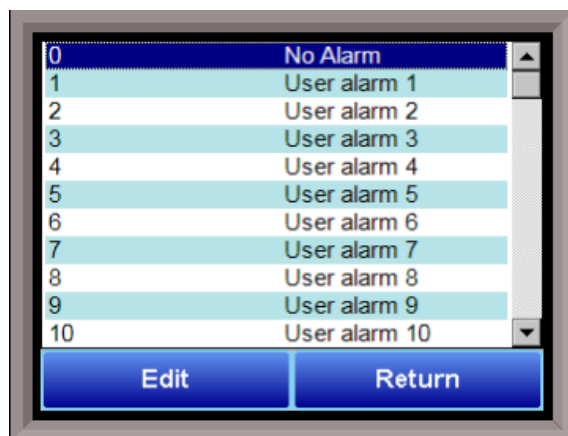 0 No Alarm
1 User alarm 1
2 User alarm 2
3 User alarm 3
4 User alarm 4
5 User alarm 5
6 User alarm 6
7 User alarm 7
8 User alarm 8
9 User alarm 9
10 User alarm 10
Edit Return